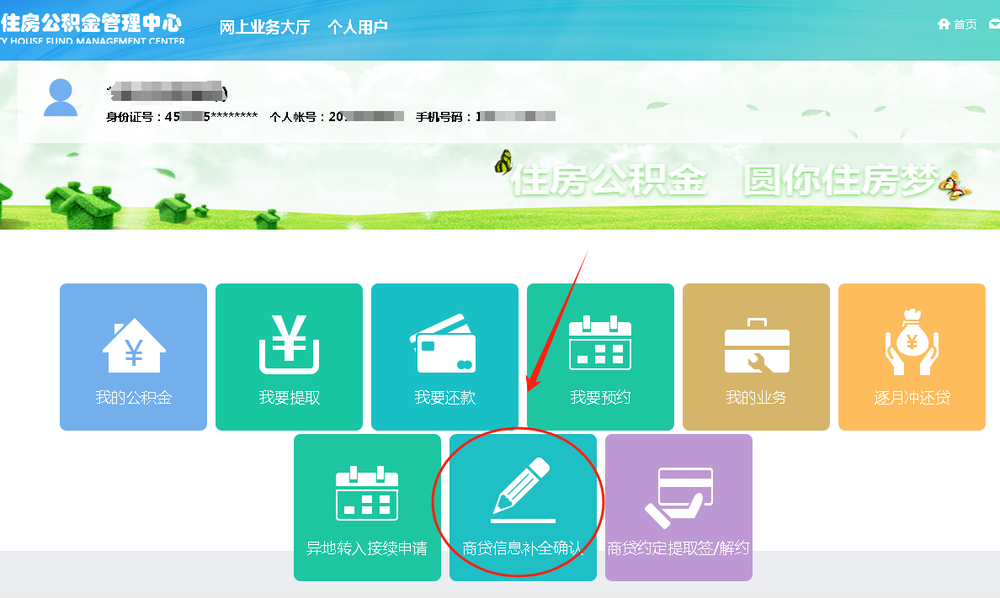 住房公积金管理中心
Y HOUSE FUND MANAGEMENT CENTER
网上业务大厅 个人用户
首页
身份证号：45 5******** 个人帐号：20 手机号码：1
住房公积金 圆你住房梦
我的公积金
我要提取
我要还款
我要预约
我的业务
逐月冲还贷
异地转入接续申请
商贷信息补全确认
商贷约定提取签/解约